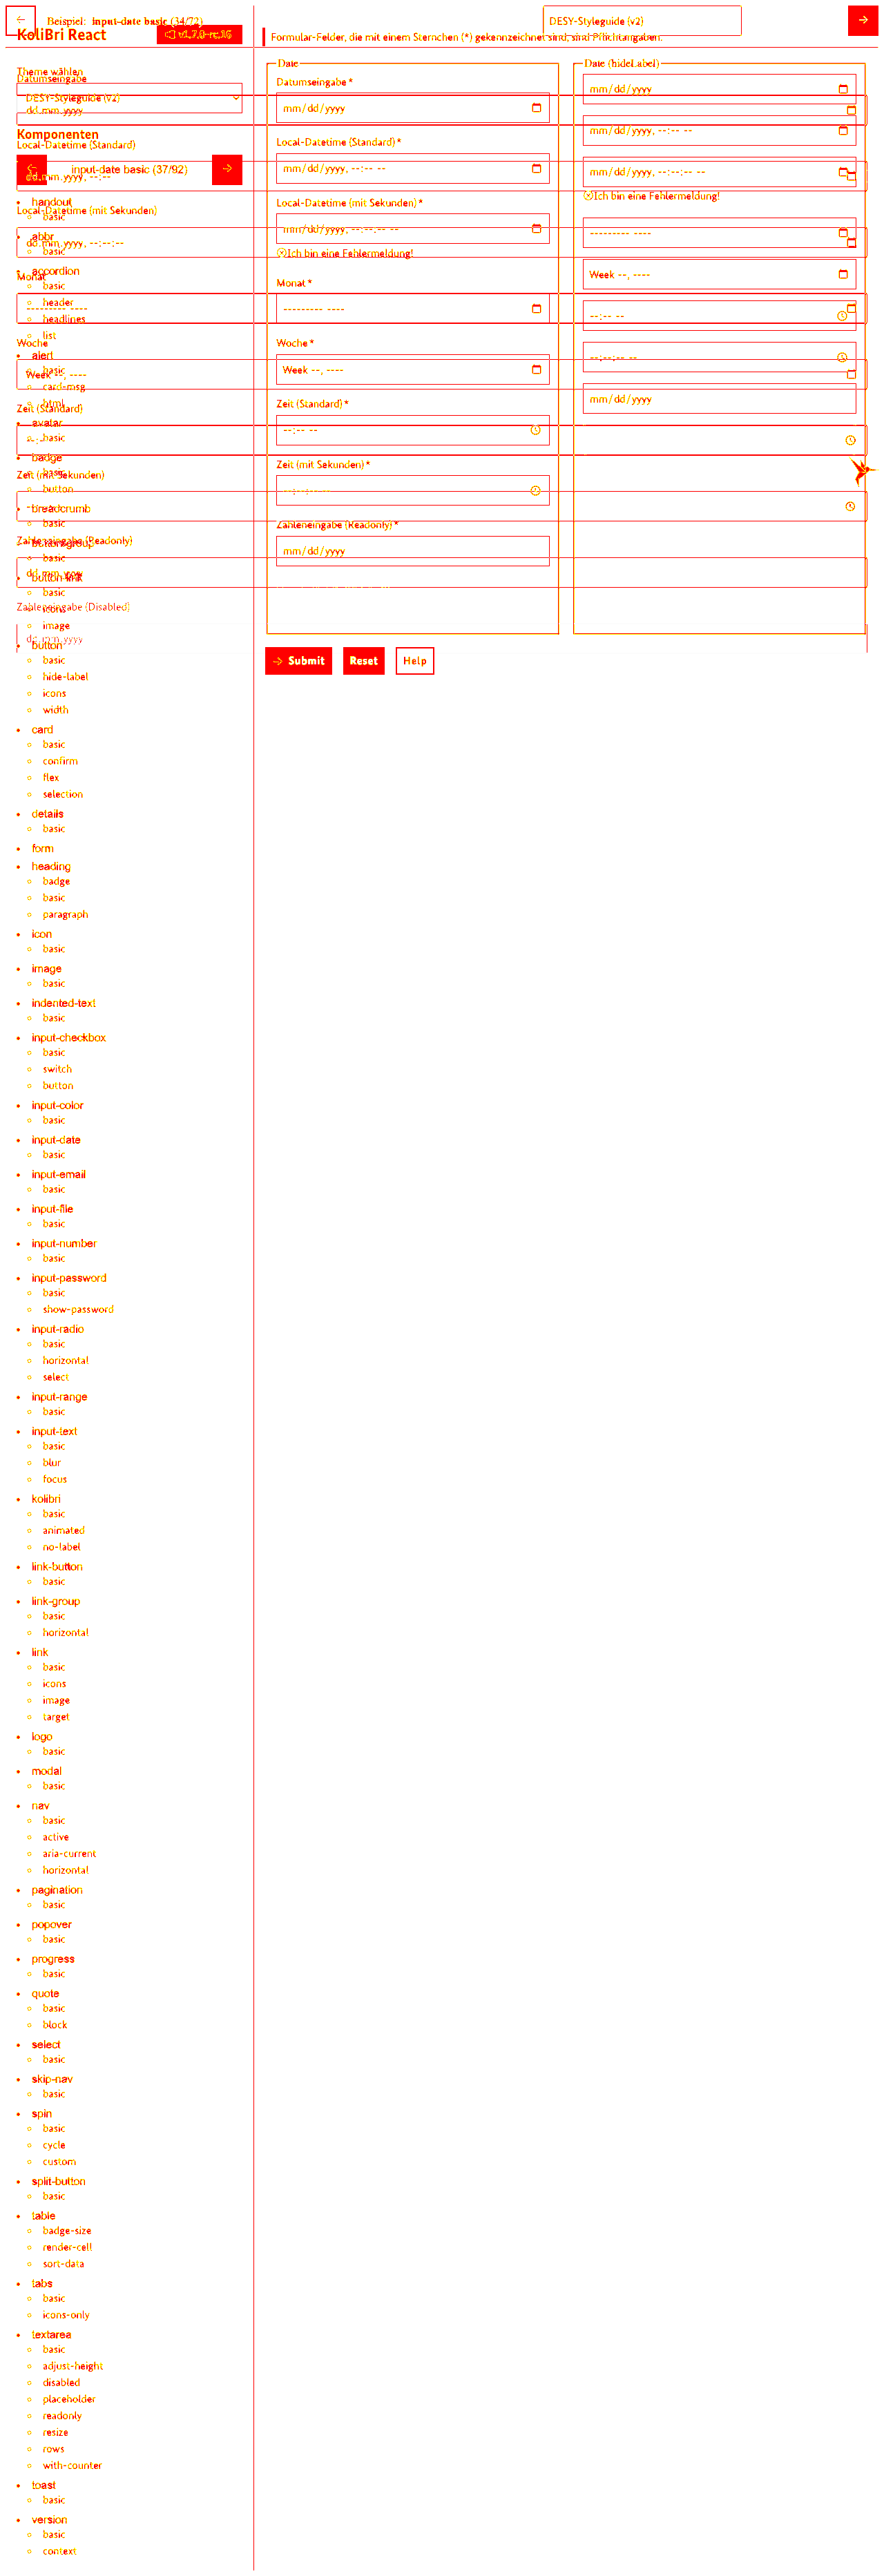 Beispiel: input-date basic (34/72)
DESY-Styleguide (v2)
KoliBri React
v1.7.0-rc.16
Formular-Felder, die mit einem Sternchen (*) gekennzeichnet sind, sind Pflichtangaben.
Theme wählen
Datumseingabe
DESY-Styleguide (v2)
dd.mm.yyyy
Komponenten
Local-Datetime (Standard)
input-date basic (37/92)
dd.mm.yyyy, --:--
handout
Local-Datetime (mit Sekunden)
basic
abbr
dd.mm.yyyy, --:--:--
basic
accordion
Monat
basic
header
--------- ----
headlines
list
Woche
alert
basic
Week --, ----
card-msg
html
Zeit (Standard)
avatar
basic
badge
basic
Zeit (mit Sekunden)
button
breadcrumb
basic
Zahleneingabe (Readonly)
button-group
basic
dd.mm.yyyy
button-link
basic
icons
Zahleneingabe (Disabled)
image
dd.mm.yyyy
button
basic
hide-label
icons
width
card
basic
confirm
flex
selection
details
basic
form
heading
badge
basic
paragraph
icon
basic
image
basic
indented-text
basic
input-checkbox
basic
switch
button
input-color
basic
input-date
basic
input-email
basic
input-file
basic
input-number
basic
input-password
basic
show-password
input-radio
basic
horizontal
select
input-range
basic
input-text
basic
blur
focus
kolibri
basic
animated
no-label
link-button
basic
link-group
basic
horizontal
link
basic
icons
image
target
logo
basic
modal
basic
nav
basic
active
aria-current
horizontal
pagination
basic
popover
basic
progress
basic
quote
basic
block
select
basic
skip-nav
basic
spin
basic
cycle
custom
split-button
basic
table
badge-size
render-cell
sort-data
tabs
basic
icons-only
textarea
basic
adjust-height
disabled
placeholder
readonly
resize
rows
with-counter
toast
basic
version
basic
context
Date
Datumseingabe *
mm/dd/yyyy
Local-Datetime (Standard) *
mm/dd/yyyy, --:-- --
Local-Datetime (mit Sekunden) *
mm/dd/yyyy, --:--:-- --
Ich bin eine Fehlermeldung!
Monat *
--------- ----
Woche *
Week --, ----
Zeit (Standard) *
--:-- --
Zeit (mit Sekunden) *
--:--:-- --
Zahleneingabe (Readonly) *
mm/dd/yyyy
Date (hideLabel)
mm/dd/yyyy
mm/dd/yyyy, --:-- --
mm/dd/yyyy, --:--:-- --
Ich bin eine Fehlermeldung!
--------- ----
Week --, ----
--:-- --
--:--:-- --
mm/dd/yyyy
Submit
Reset
Help